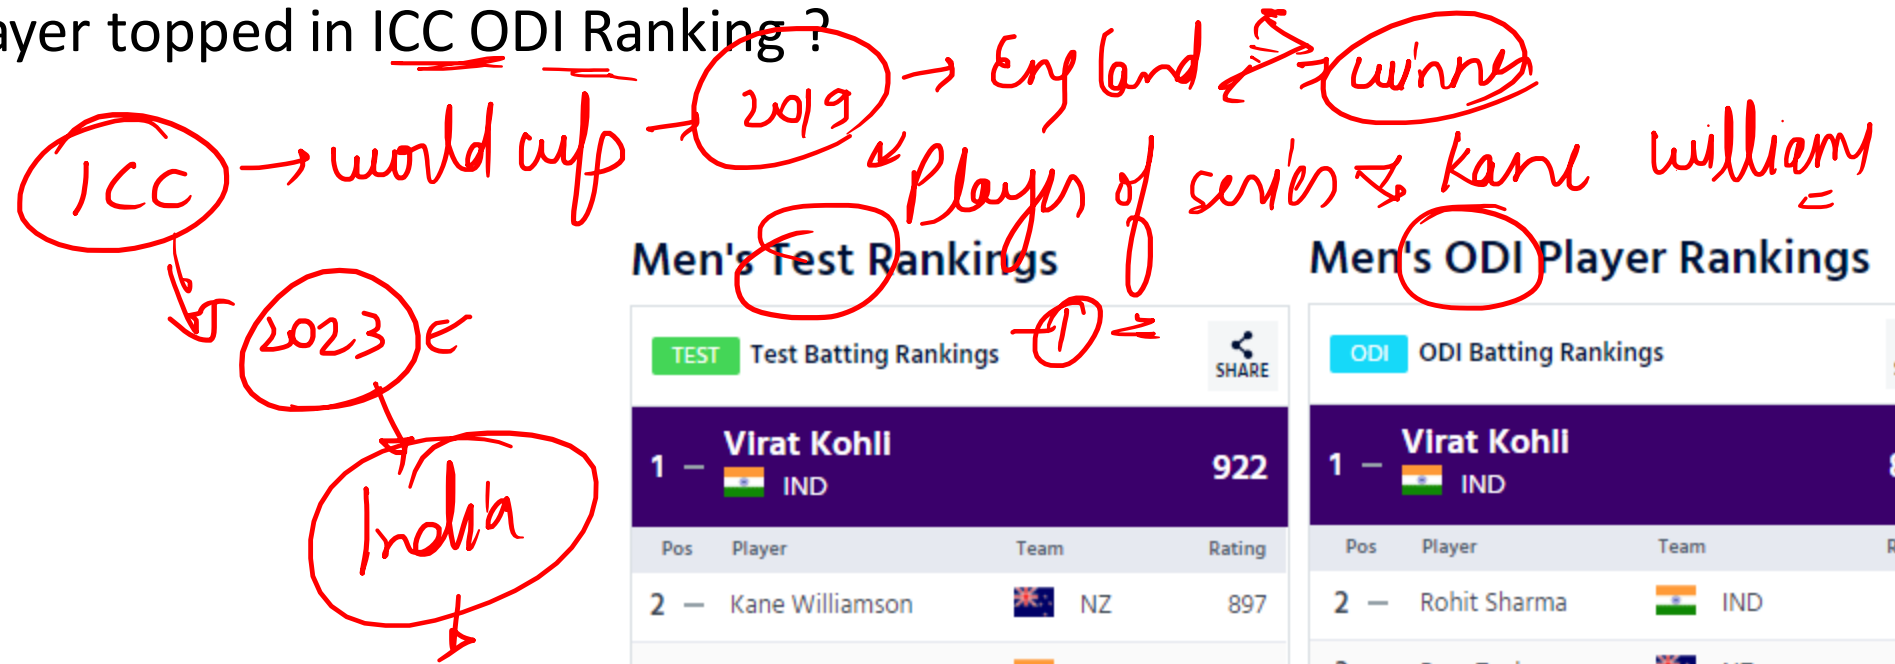 ayer topped in ICC ODI Ranking ?
ICC → world cup → 2019 → England → winner
Player of series → Kane Williams
2023
India
Men's Test Rankings
TEST Test Batting Rankings
1
SHARE
1 – Virat Kohli
IND
922
Pos Player Team Rating
2 – Kane Williamson NZ 897
Men's ODI Player Rankings
ODI ODI Batting Rankings
1 – Virat Kohli
IND
Pos Player Team
2 – Rohit Sharma IND